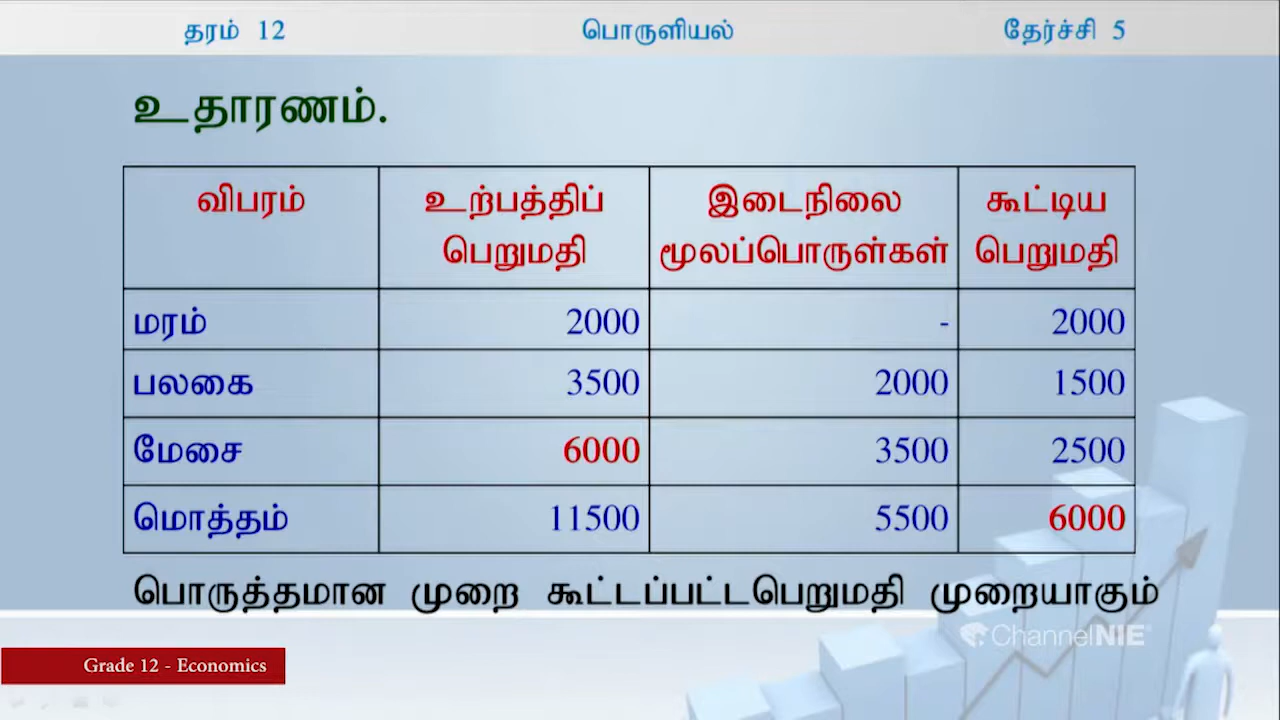 தரம் 12 பொருளியல் தேர்ச்சி 5
உதாரணம்.
விபரம் உற்பத்திப் பெறுமதி இடைநிலை மூலப்பொருள்கள் கூட்டிய பெறுமதி
மரம் 2000 - 2000
பலகை 3500 2000 1500
மேசை 6000 3500 2500
மொத்தம் 11500 5500 6000
பொருத்தமான முறை கூட்டப்பட்டபெறுமதி முறையாகும்
ChannelNIE
Grade 12 - Economics